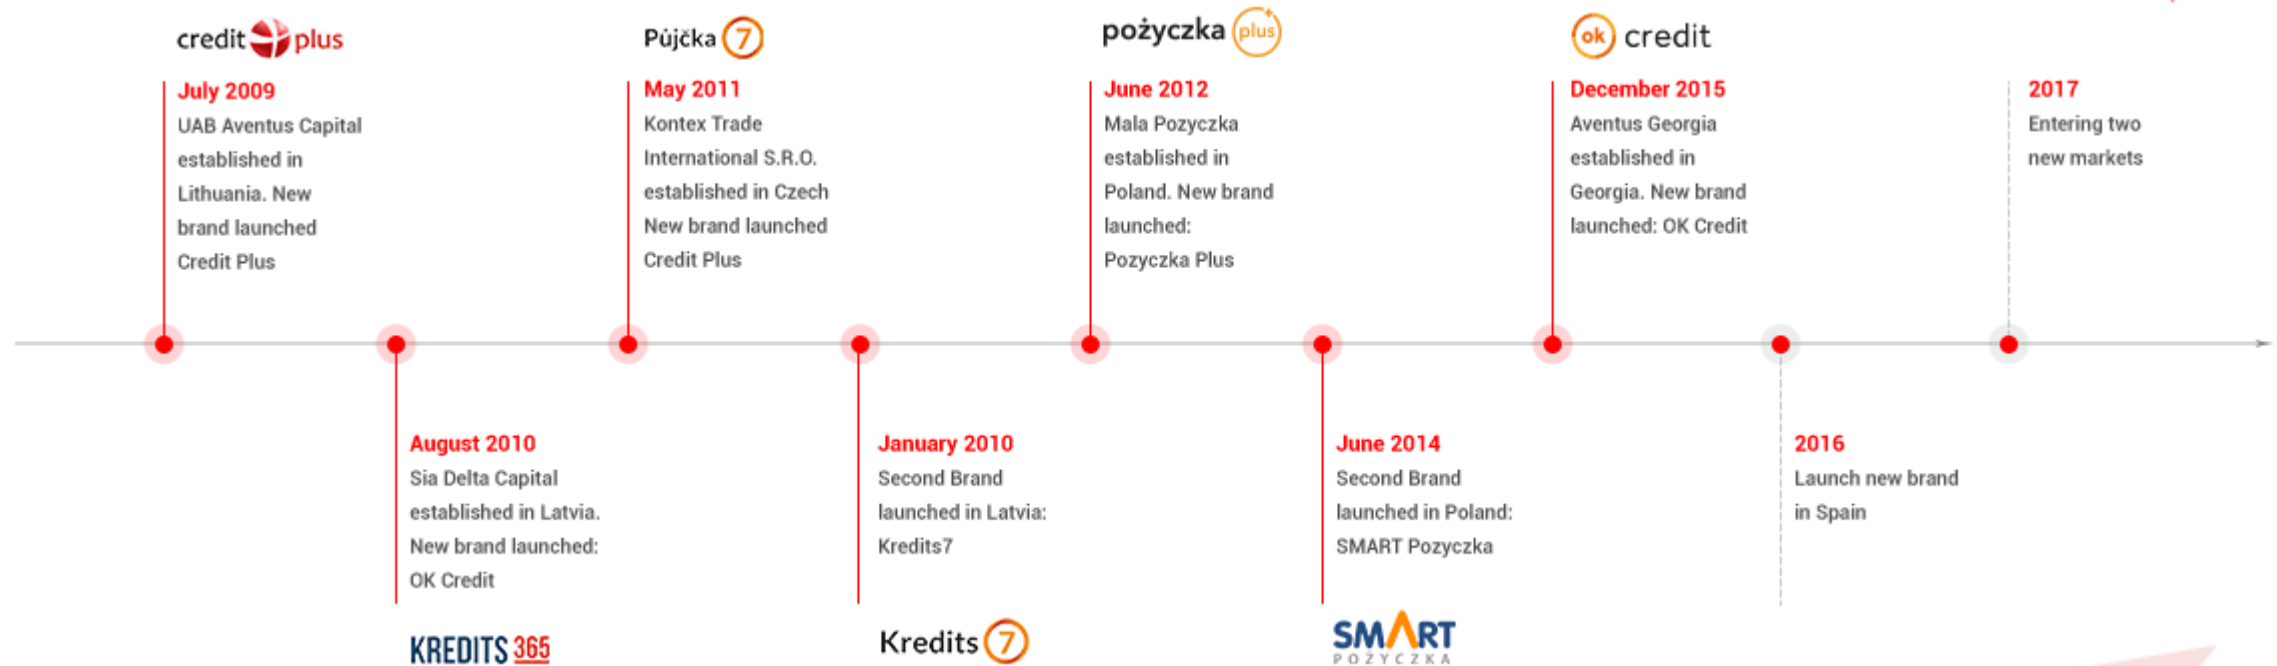 credit plus
July 2009
UAB Aventus Capital
established in
Lithuania. New
brand launched
Credit Plus
Půjčka 7
May 2011
Kontex Trade
International S.R.O.
established in Czech
New brand launched
Credit Plus
pożyczka plus
June 2012
Mala Pozyczka
established in
Poland. New brand
launched:
Pozyczka Plus
ok credit
December 2015
Aventus Georgia
established in
Georgia. New brand
launched: OK Credit
2017
Entering two
new markets
August 2010
Sia Delta Capital
established in Latvia.
New brand launched:
OK Credit
KREDITS 365
January 2010
Second Brand
launched in Latvia:
Kredits7
Kredits 7
June 2014
Second Brand
launched in Poland:
SMART Pozyczka
SMART
POŻYCZKA
2016
Launch new brand
in Spain